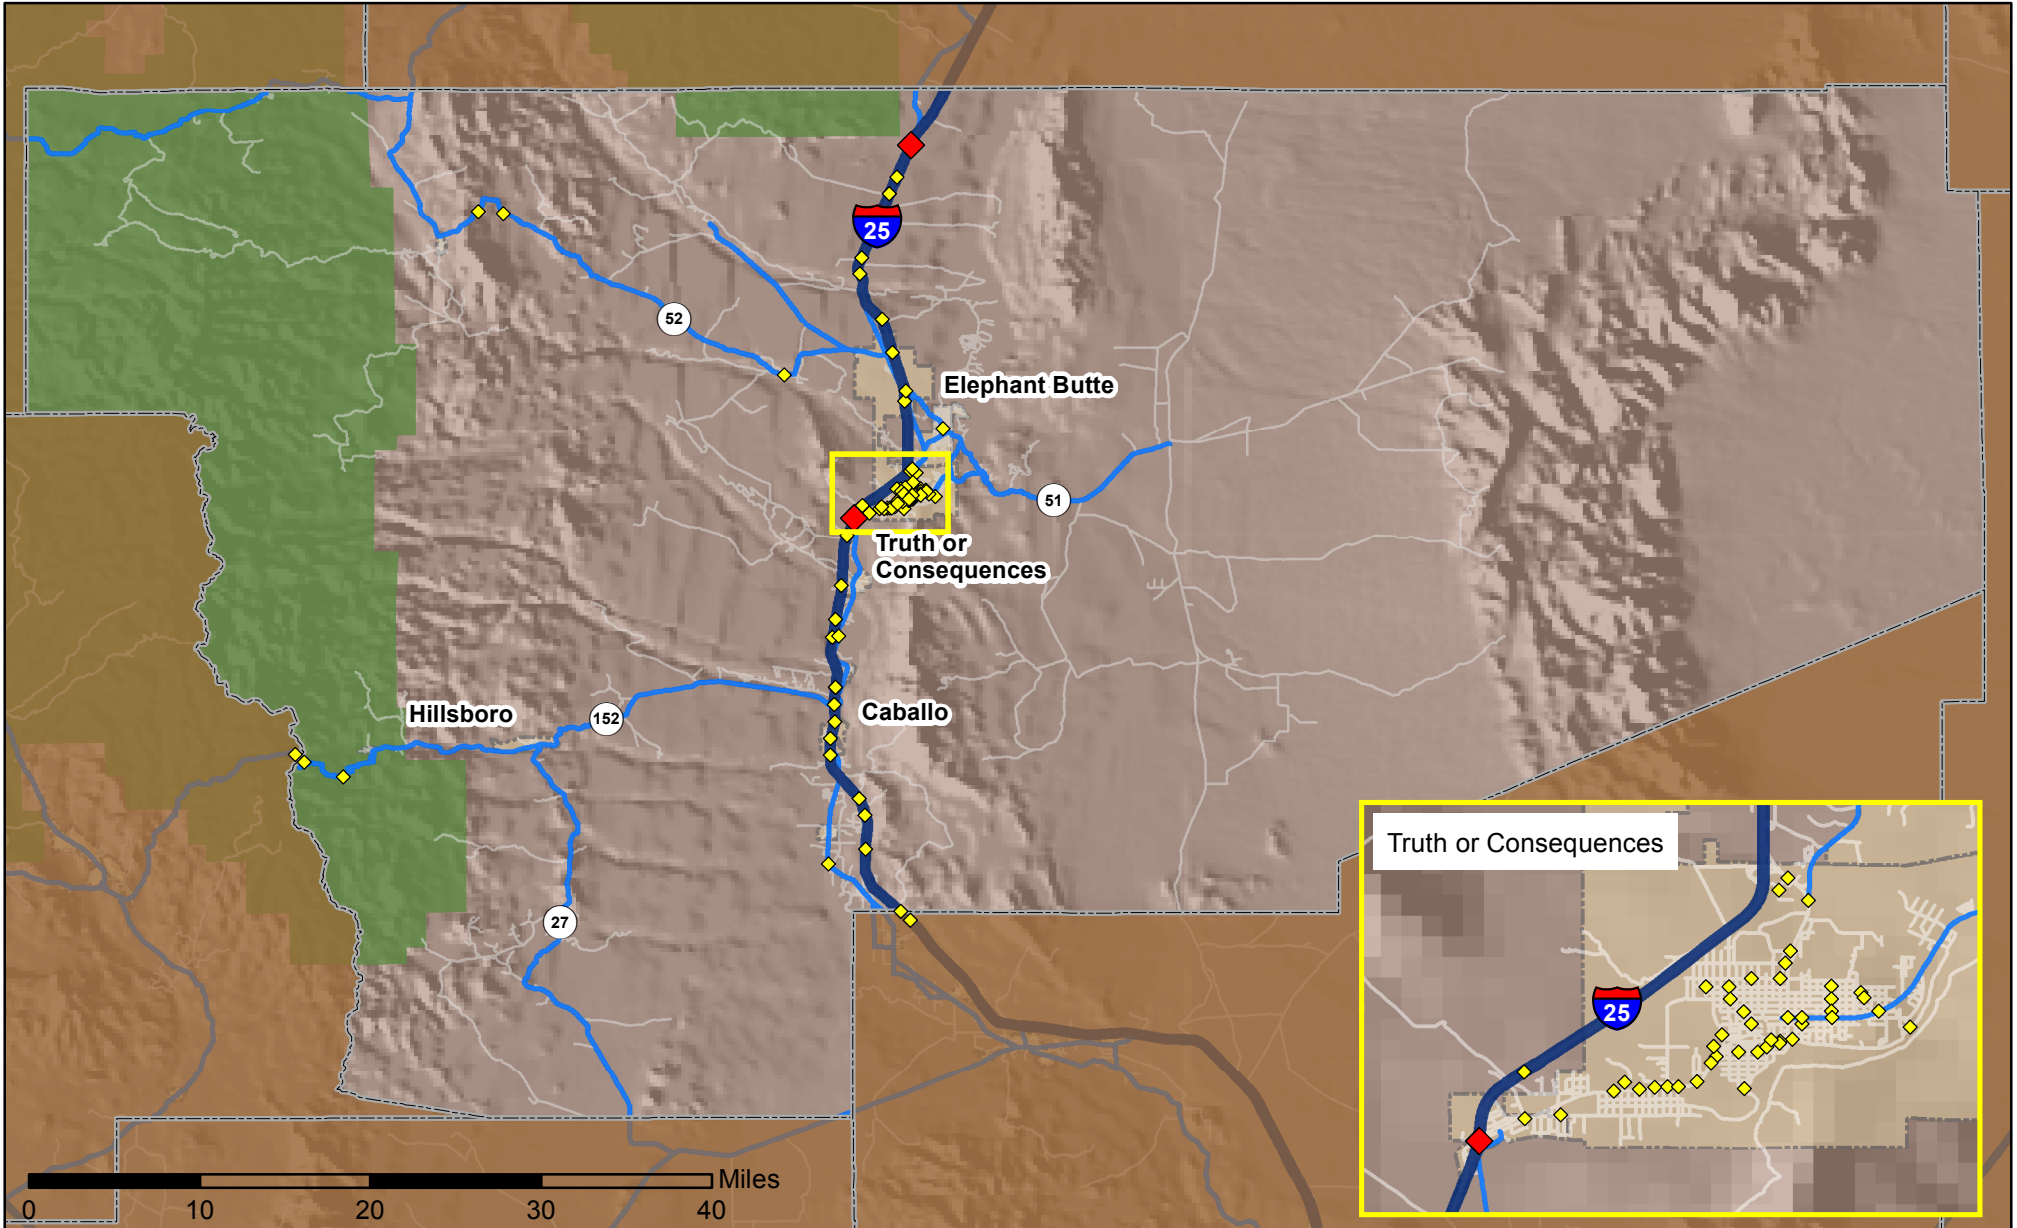 25
52
Elephant Butte
51
Truth or
Consequences
Hillsboro
152
Caballo
27
Truth or Consequences
25
Miles
0 10 20 30 40